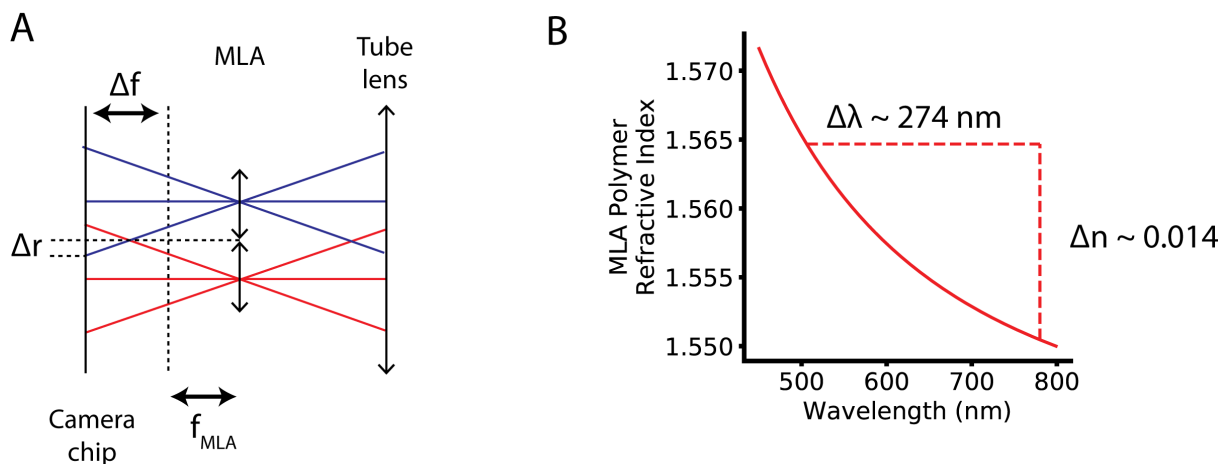 A
MLA
Tube
lens
Δf
Δr
Camera
chip
fMLA
B
MLA Polymer
Refractive Index
1.570
1.565
1.560
1.555
1.550
Δλ ~ 274 nm
Δn ~ 0.014
500 600 700 800
Wavelength (nm)